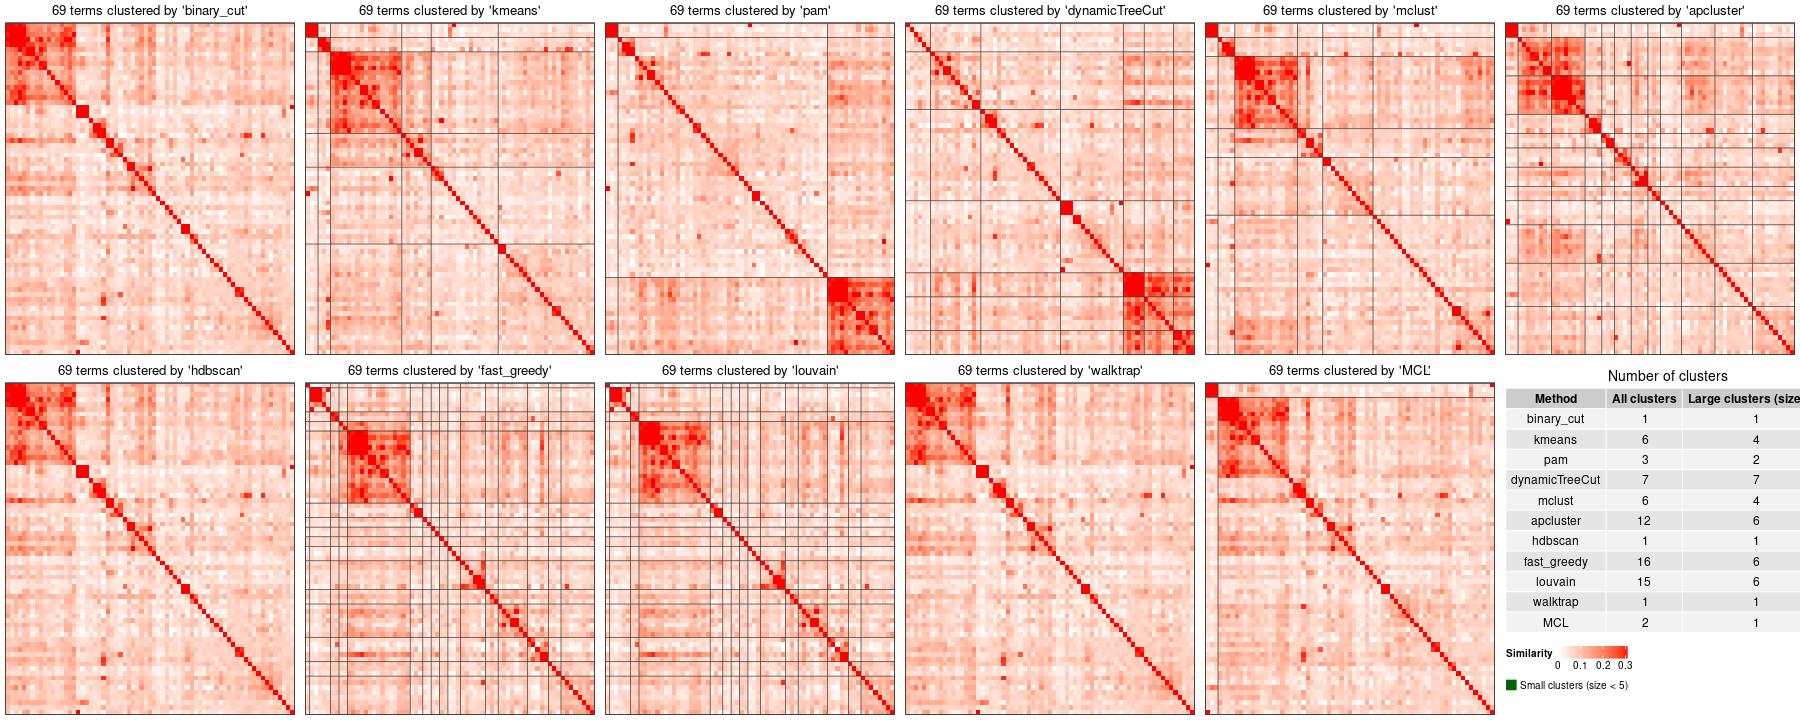 69 terms clustered by 'binary_cut'
69 terms clustered by 'kmeans'
69 terms clustered by 'pam'
69 terms clustered by 'dynamicTreeCut'
69 terms clustered by 'mclust'
69 terms clustered by 'apcluster'
69 terms clustered by 'hdbscan'
69 terms clustered by 'fast_greedy'
69 terms clustered by 'louvain'
69 terms clustered by 'walktrap'
69 terms clustered by 'MCL'
Number of clusters
Method All clusters Large clusters (size
binary_cut 1 1
kmeans 6 4
pam 3 2
dynamicTreeCut 7 7
mclust 6 4
apcluster 12 6
hdbscan 1 1
fast_greedy 16 6
louvain 15 6
walktrap 1 1
MCL 2 1
Similarity
0 0.1 0.2 0.3
Small clusters (size < 5)